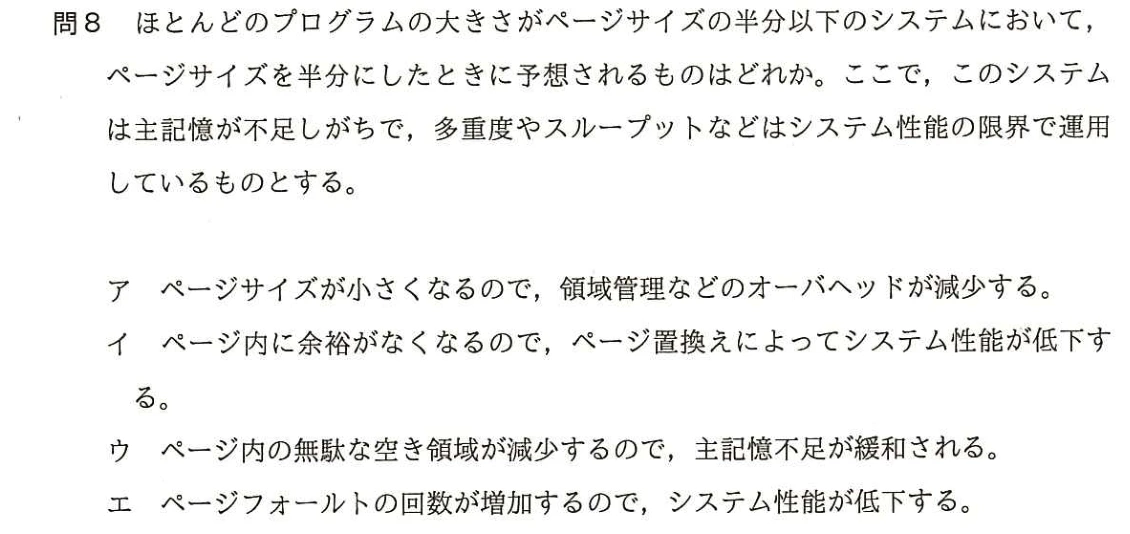 問8 ほとんどのプログラムの大きさがページサイズの半分以下のシステムにおいて，
ページサイズを半分にしたときに予想されるものはどれか。ここで，このシステム
は主記憶が不足しがちで，多重度やスループットなどはシステム性能の限界で運用
しているものとする。
ア ページサイズが小さくなるので，領域管理などのオーバヘッドが減少する。
イ ページ内に余裕がなくなるので，ページ置換えによってシステム性能が低下す
る。
ウ ページ内の無駄な空き領域が減少するので，主記憶不足が緩和される。
エ ページフォールトの回数が増加するので，システム性能が低下する。